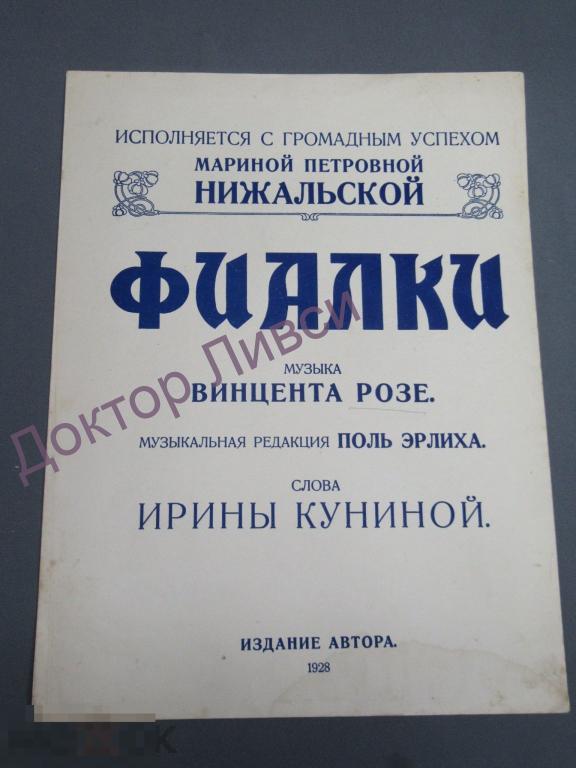 ИСПОЛНЯЕТСЯ С ГРОМАДНЫМ УСПЕХОМ
МАРИНОЙ ПЕТРОВНОЙ
НИЖАЛЬСКОЙ
ФИАЛКИ
МУЗЫКА
ВИНЦЕНТА РОЗЕ.
МУЗЫКАЛЬНАЯ РЕДАКЦИЯ ПОЛЬ ЭРЛИХА.
СЛОВА
ИРИНЫ КУНИНОЙ.
ИЗДАНИЕ АВТОРА.
1928
Доктор Ливси